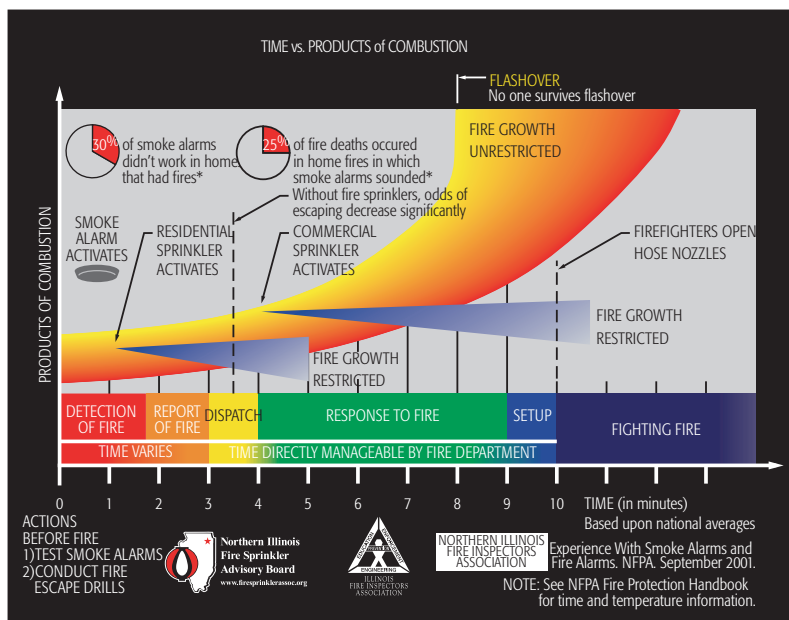 TIME vs. PRODUCTS of COMBUSTION
FLASHOVER
No one survives flashover
30%
of smoke alarms
didn't work in home
that had fires*
25%
of fire deaths occured
in home fires in which
smoke alarms sounded*
Without fire sprinklers, odds of
escaping decrease significantly
FIRE GROWTH
UNRESTRICTED
SMOKE
ALARM
ACTIVATES
RESIDENTIAL
SPRINKLER
ACTIVATES
COMMERCIAL
SPRINKLER
ACTIVATES
FIREFIGHTERS OPEN
HOSE NOZZLES
PRODUCTS OF COMBUSTION
FIRE GROWTH
RESTRICTED
FIRE GROWTH
RESTRICTED
DETECTION
OF FIRE
REPORT
OF FIRE
DISPATCH
RESPONSE TO FIRE
SETUP
FIGHTING FIRE
TIME VARIES
TIME DIRECTLY MANAGEABLE BY FIRE DEPARTMENT
0 1 2 3 4 5 6 7 8 9 10 TIME (in minutes)
Based upon national averages
ACTIONS
BEFORE FIRE
1)TEST SMOKE ALARMS
2)CONDUCT FIRE
ESCAPE DRILLS
Northern Illinois
Fire Sprinkler
Advisory Board
www.firesprinklerassoc.org
ENGINEERING
ILLINOIS
FIRE INSPECTORS
ASSOCIATION
NORTHERN ILLINOIS
FIRE INSPECTORS
ASSOCIATION
Experience With Smoke Alarms and
Fire Alarms. NFPA. September 2001.
NOTE: See NFPA Fire Protection Handbook
for time and temperature information.